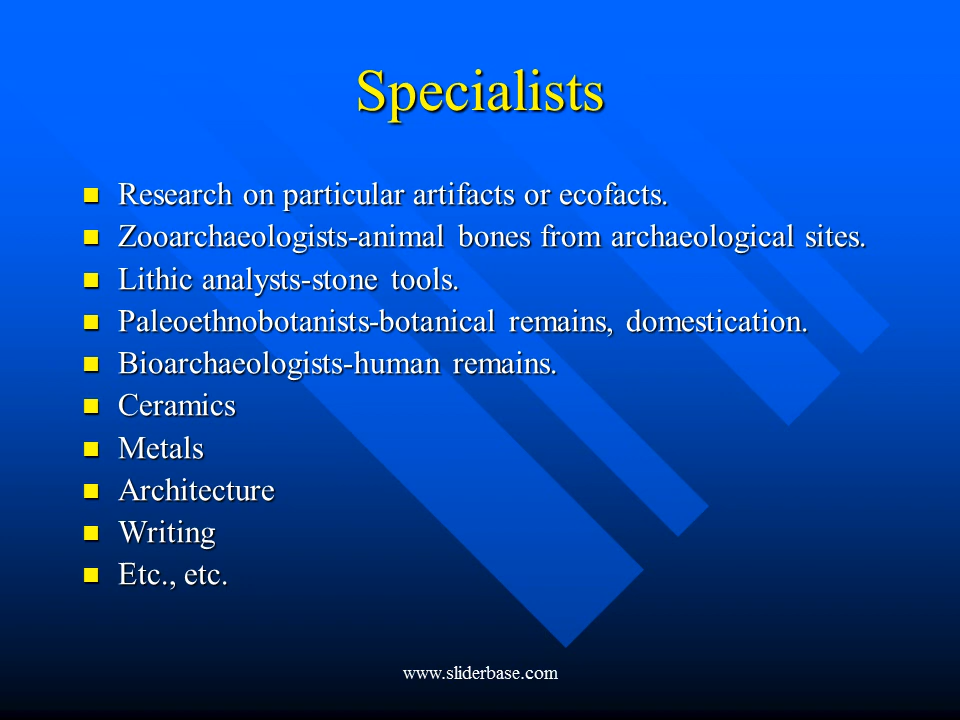 Specialists
Research on particular artifacts or ecofacts.
Zooarchaeologists-animal bones from archaeological sites.
Lithic analysts-stone tools.
Paleoethnobotanists-botanical remains, domestication.
Bioarchaeologists-human remains.
Ceramics
Metals
Architecture
Writing
Etc., etc.
www.sliderbase.com